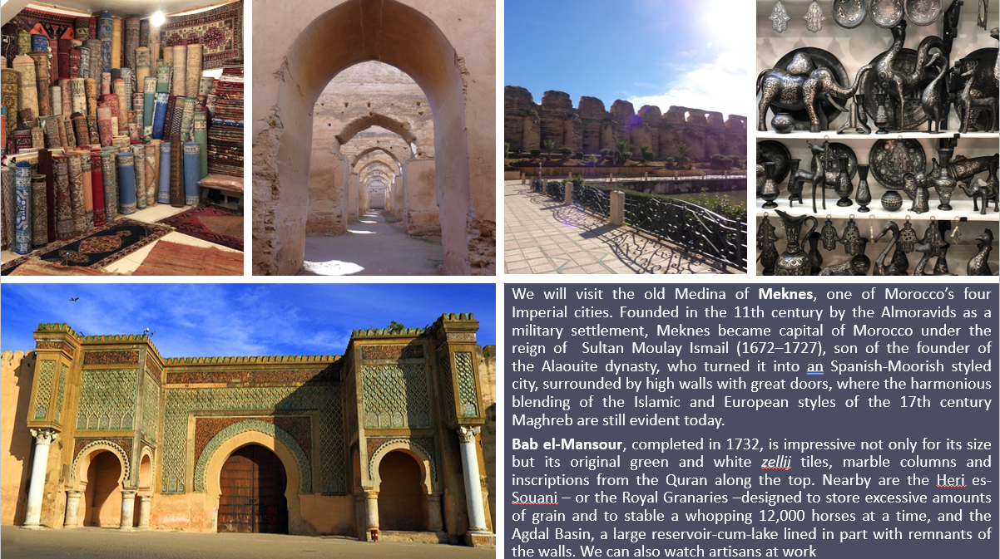 We will visit the old Medina of Meknes, one of Morocco’s four
Imperial cities. Founded in the 11th century by the Almoravids as a
military settlement, Meknes became capital of Morocco under the
reign of Sultan Moulay Ismail (1672–1727), son of the founder of
the Alaouite dynasty, who turned it into an Spanish-Moorish styled
city, surrounded by high walls with great doors, where the harmonious
blending of the Islamic and European styles of the 17th century
Maghreb are still evident today.
Bab el-Mansour, completed in 1732, is impressive not only for its size
but its original green and white zellij tiles, marble columns and
inscriptions from the Quran along the top. Nearby are the Heri es-
Souani – or the Royal Granaries –designed to store excessive amounts
of grain and to stable a whopping 12,000 horses at a time, and the
Agdal Basin, a large reservoir-cum-lake lined in part with remnants of
the walls. We can also watch artisans at work